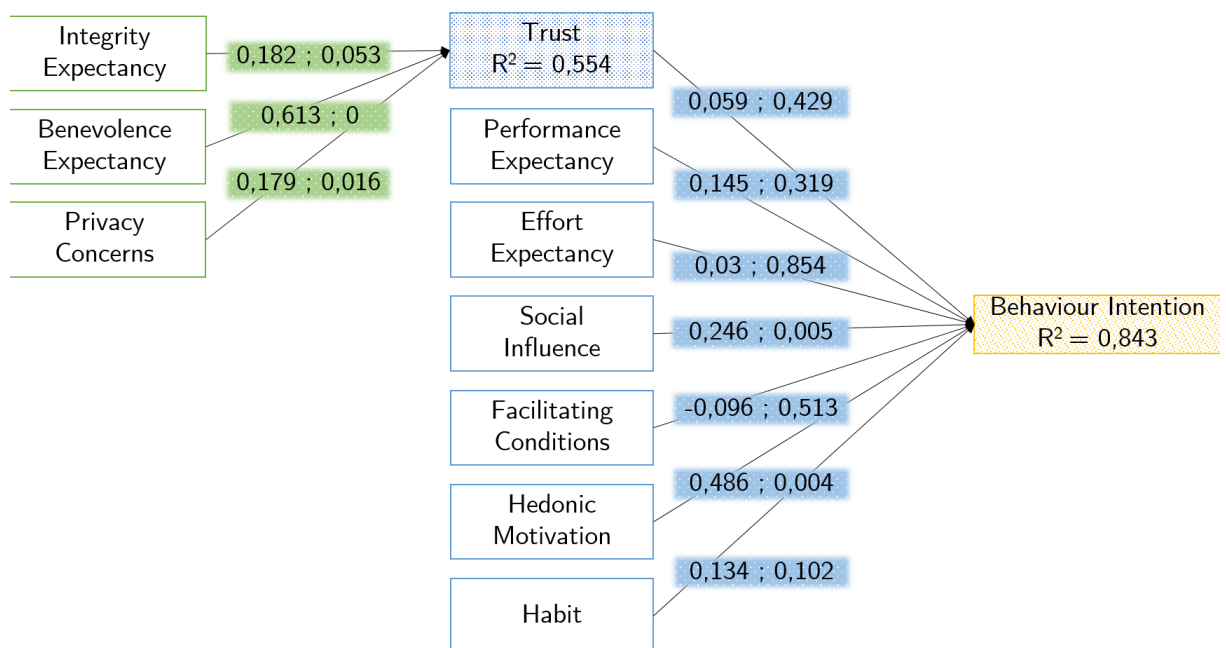 Integrity
Expectancy
0,182 ; 0,053
Benevolence
Expectancy
0,613 ; 0
Privacy
Concerns
0,179 ; 0,016
Trust
R² = 0,554
0,059 ; 0,429
Performance
Expectancy
0,145 ; 0,319
Effort
Expectancy
0,03 ; 0,854
Social
Influence
0,246 ; 0,005
Facilitating
Conditions
-0,096 ; 0,513
Hedonic
Motivation
0,486 ; 0,004
Habit
0,134 ; 0,102
Behaviour Intention
R² = 0,843